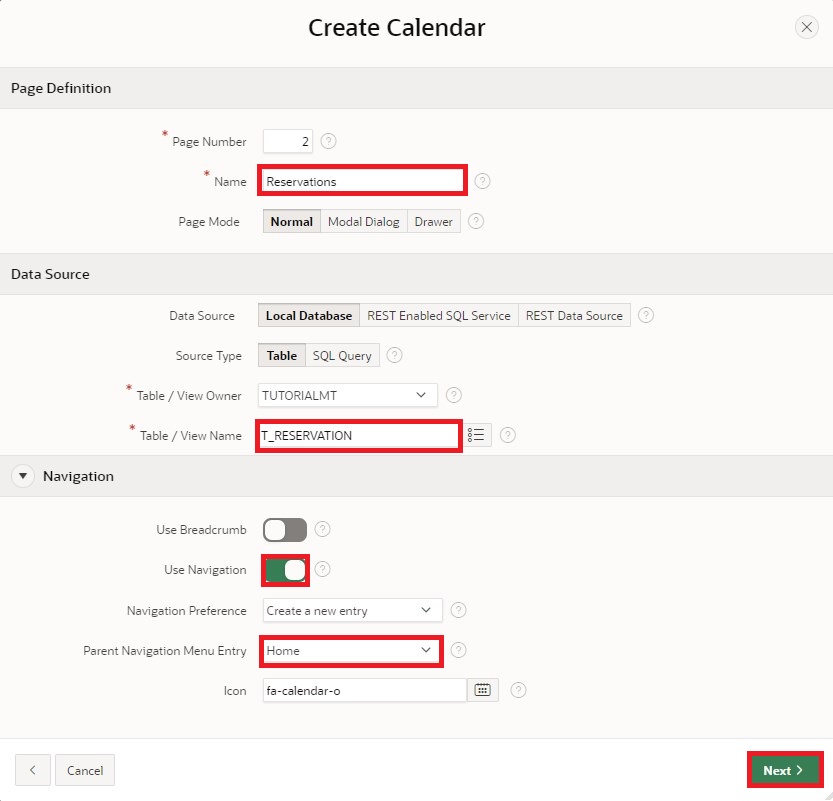 Create Calendar
Page Definition
* Page Number 2 ?
* Name Reservations ?
Page Mode Normal Modal Dialog Drawer ?
Data Source
Data Source Local Database REST Enabled SQL Service REST Data Source ?
Source Type Table SQL Query ?
* Table / View Owner TUTORIALMT ?
* Table / View Name T_RESERVATION ?
Navigation
Use Breadcrumb ?
Use Navigation ?
Navigation Preference Create a new entry ?
Parent Navigation Menu Entry Home ?
Icon fa-calendar-o ?
Cancel Next